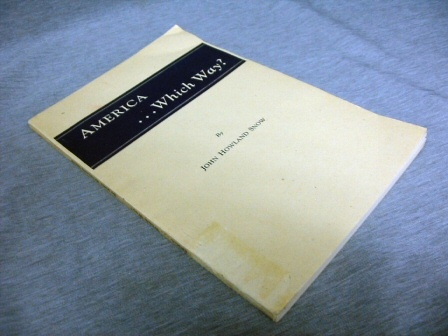 AMERICA
...Which Way?
By
JOHN HOWLAND SNOW